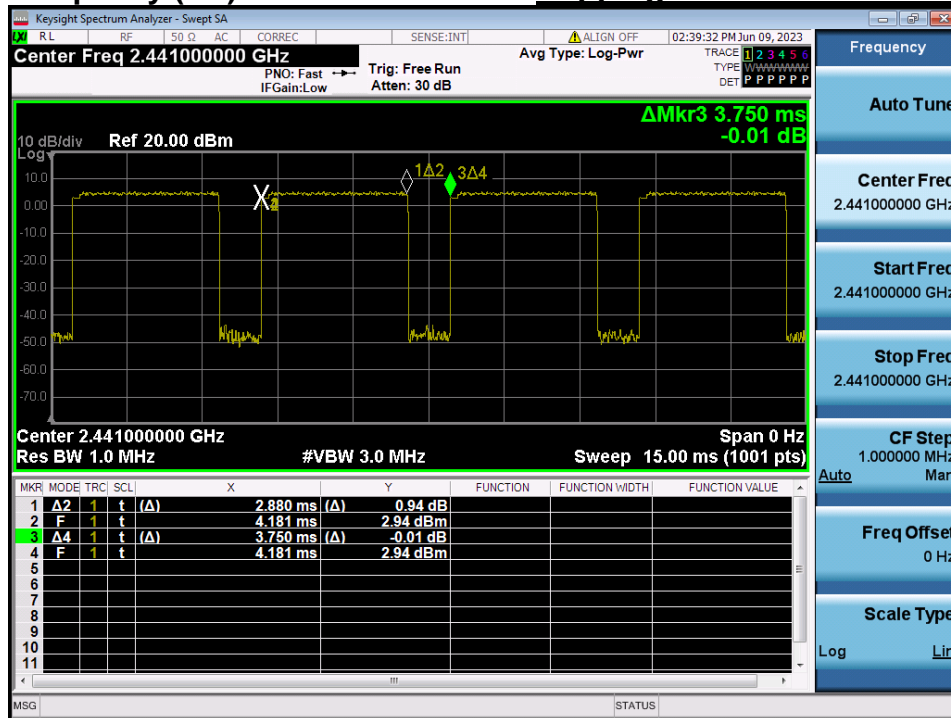 Keysight Spectrum Analyzer - Swept SA
LXI RL RF 50 Ω AC CORREC SENSE:INT ALIGN OFF 02:39:32 PM Jun 09, 2023
Center Freq 2.441000000 GHz
PNO: Fast
IFGain:Low
Trig: Free Run
Atten: 30 dB
Avg Type: Log-Pwr
TRACE 1 2 3 4 5 6
TYPE WWWWWW
DET P P P P P P
ΔMkr3 3.750 ms
-0.01 dB
10 dB/div Ref 20.00 dBm
Log
1Δ2 3Δ4
10.0
0.00
-10.0
-20.0
-30.0
-40.0
-50.0
-60.0
-70.0
X
Center 2.441000000 GHz Span 0 Hz
Res BW 1.0 MHz #VBW 3.0 MHz Sweep 15.00 ms (1001 pts)
MKR MODE TRC SCL X Y FUNCTION FUNCTION WIDTH FUNCTION VALUE
1 Δ2 1 t (Δ) 2.880 ms (Δ) 0.94 dB
2 F 1 t 4.181 ms 2.94 dBm
3 Δ4 1 t (Δ) 3.750 ms (Δ) -0.01 dB
4 F 1 t 4.181 ms 2.94 dBm
5
6
7
8
9
10
11
MSG STATUS
Frequency
Auto Tune
Center Freq
2.441000000 GHz
Start Freq
2.441000000 GHz
Stop Freq
2.441000000 GHz
CF Step
1.000000 MHz
Auto Man
Freq Offset
0 Hz
Scale Type
Log Lin